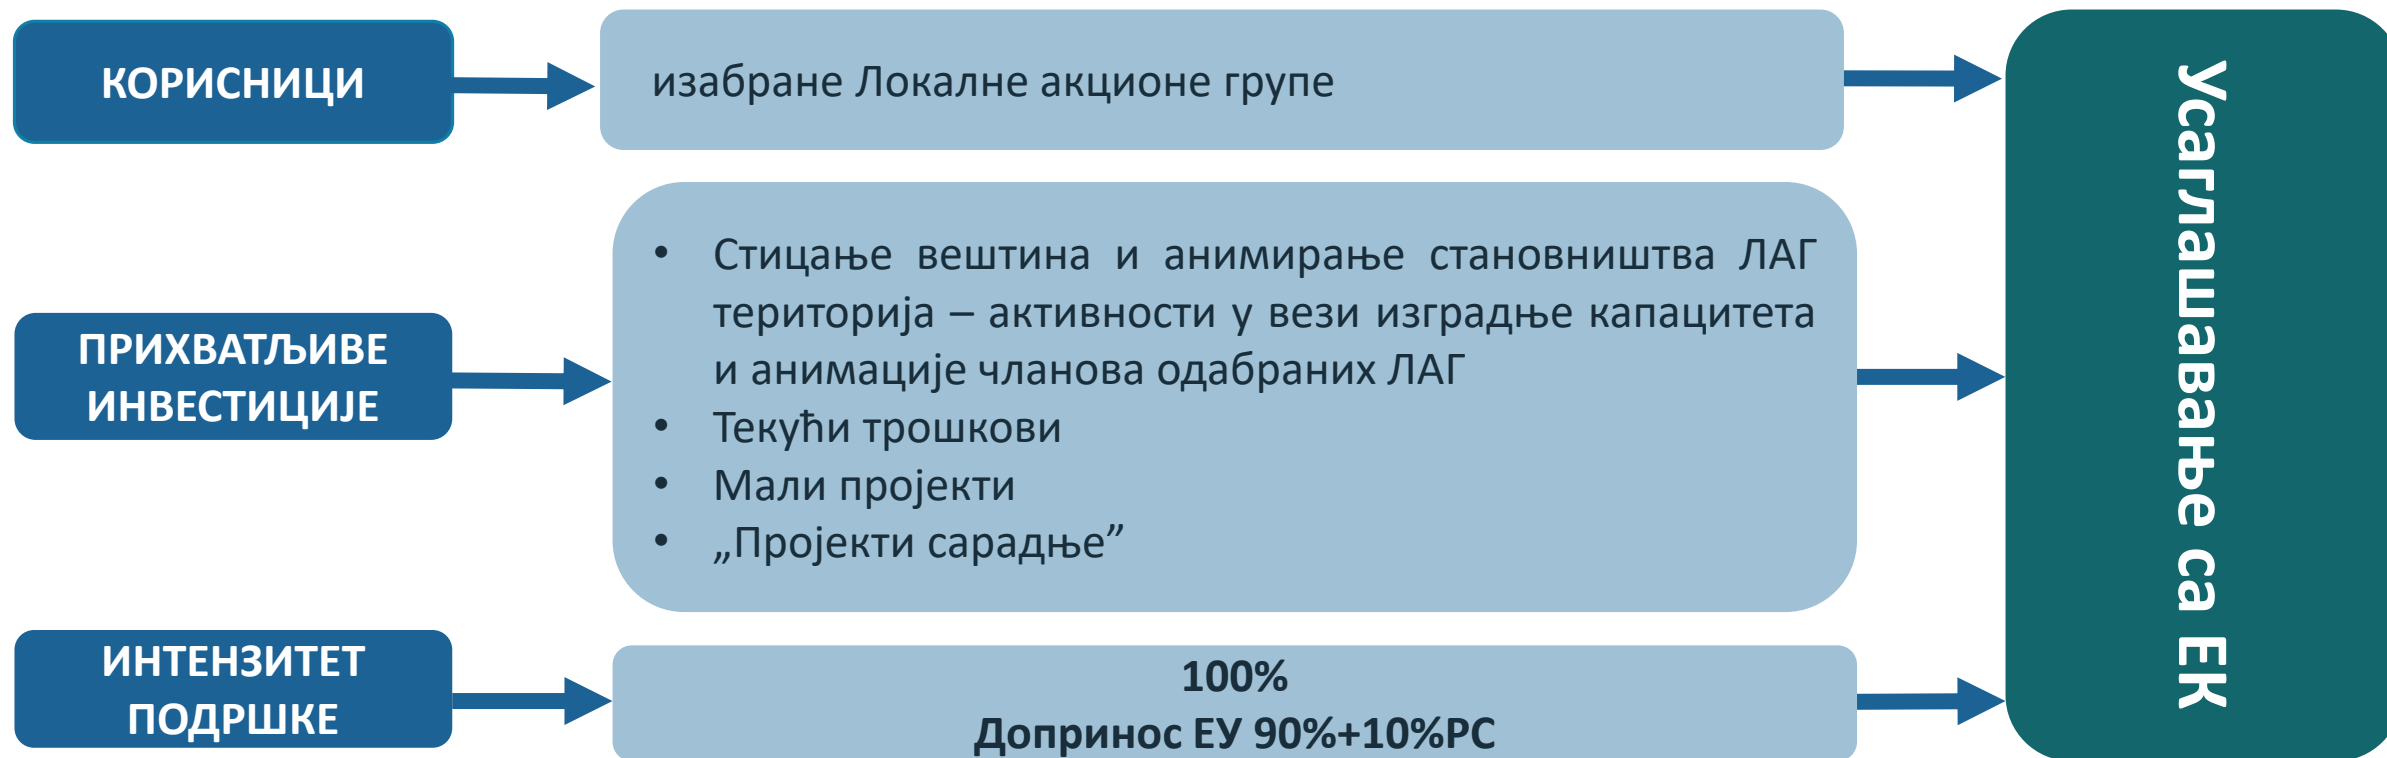 КОРИСНИЦИ
изабране Локалне акционе групе
ПРИХВАТЉИВЕ
ИНВЕСТИЦИЈЕ
• Стицање вештина и анимирање становништва ЛАГ
територија – активности у вези изградње капацитета
и анимације чланова одабраних ЛАГ
• Текући трошкови
• Мали пројекти
• „Пројекти сарадње”
ИНТЕНЗИТЕТ
ПОДРШКЕ
100%
Допринос ЕУ 90%+10%РС
Усаглашавање са ЕК